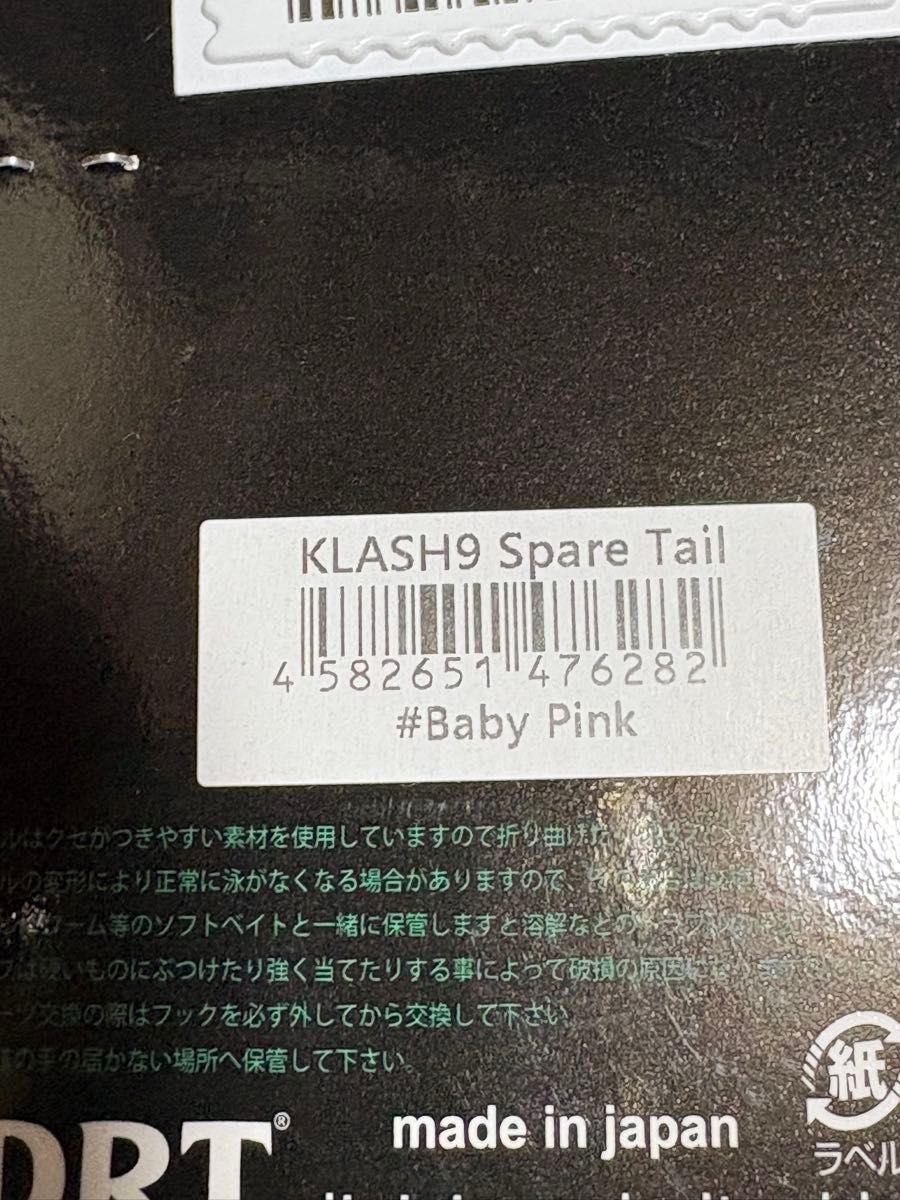 KLASH9 Spare Tail
4 582651 476282
#Baby Pink
ルはクセがつきやすい素材を使用していますので折り曲げた
ルの変形により正常に泳がなくなる場合がありますので、
ーム等のソフトベイトと一緒に保管しますと溶解などの
プは硬いものにぶつけたり強く当てたりする事によって破損の原因
ーツ交換の際はフックを必ず外してから交換して下さい。
の手の届かない場所へ保管して下さい。
DRT®
made in japan
紙
ラベル